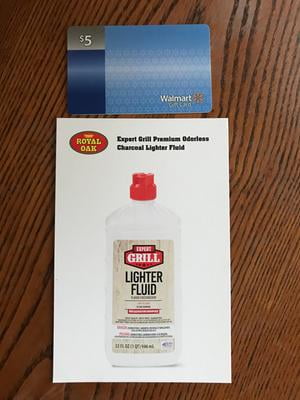 $5
Walmart
Gift Card
ROYAL
OAK
Expert Grill Premium Odorless
Charcoal Lighter Fluid
EXPERT
GRILL
LIGHTER
FLUID
32 FL OZ (1 QT) 946 mL